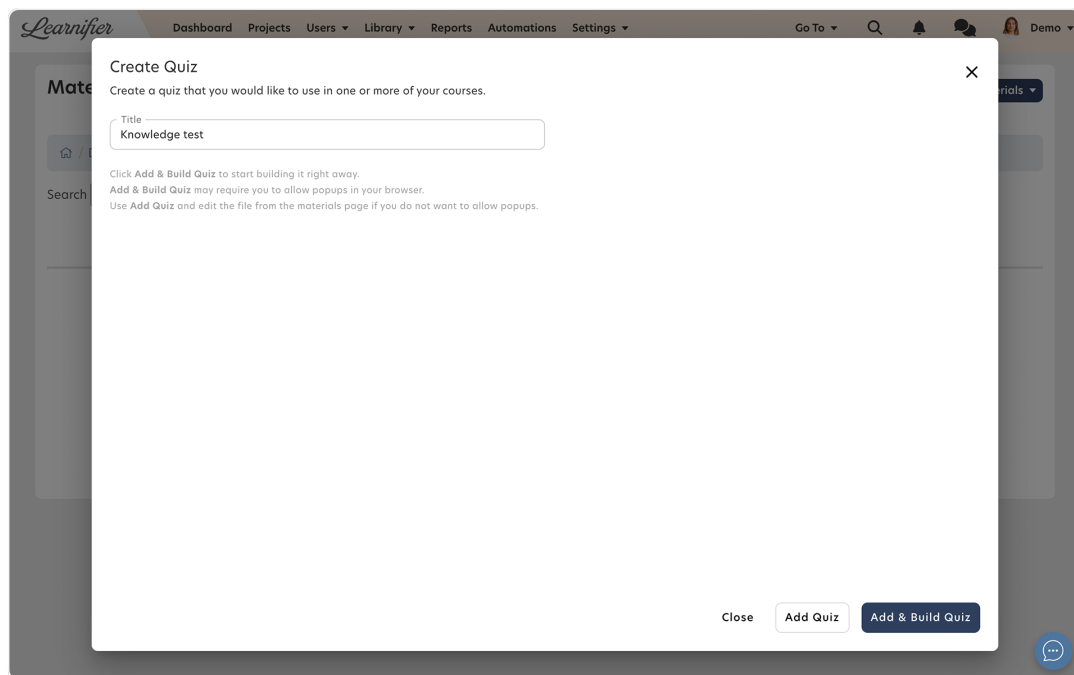 Learnifier
Dashboard Projects Users Library Reports Automations Settings Go To Demo
Create Quiz
Mate
Create a quiz that you would like to use in one or more of your courses.
rials
Title
Knowledge test
/
Click Add & Build Quiz to start building it right away.
Add & Build Quiz may require you to allow popups in your browser.
Search
Use Add Quiz and edit the file from the materials page if you do not want to allow popups.
Close Add Quiz Add & Build Quiz